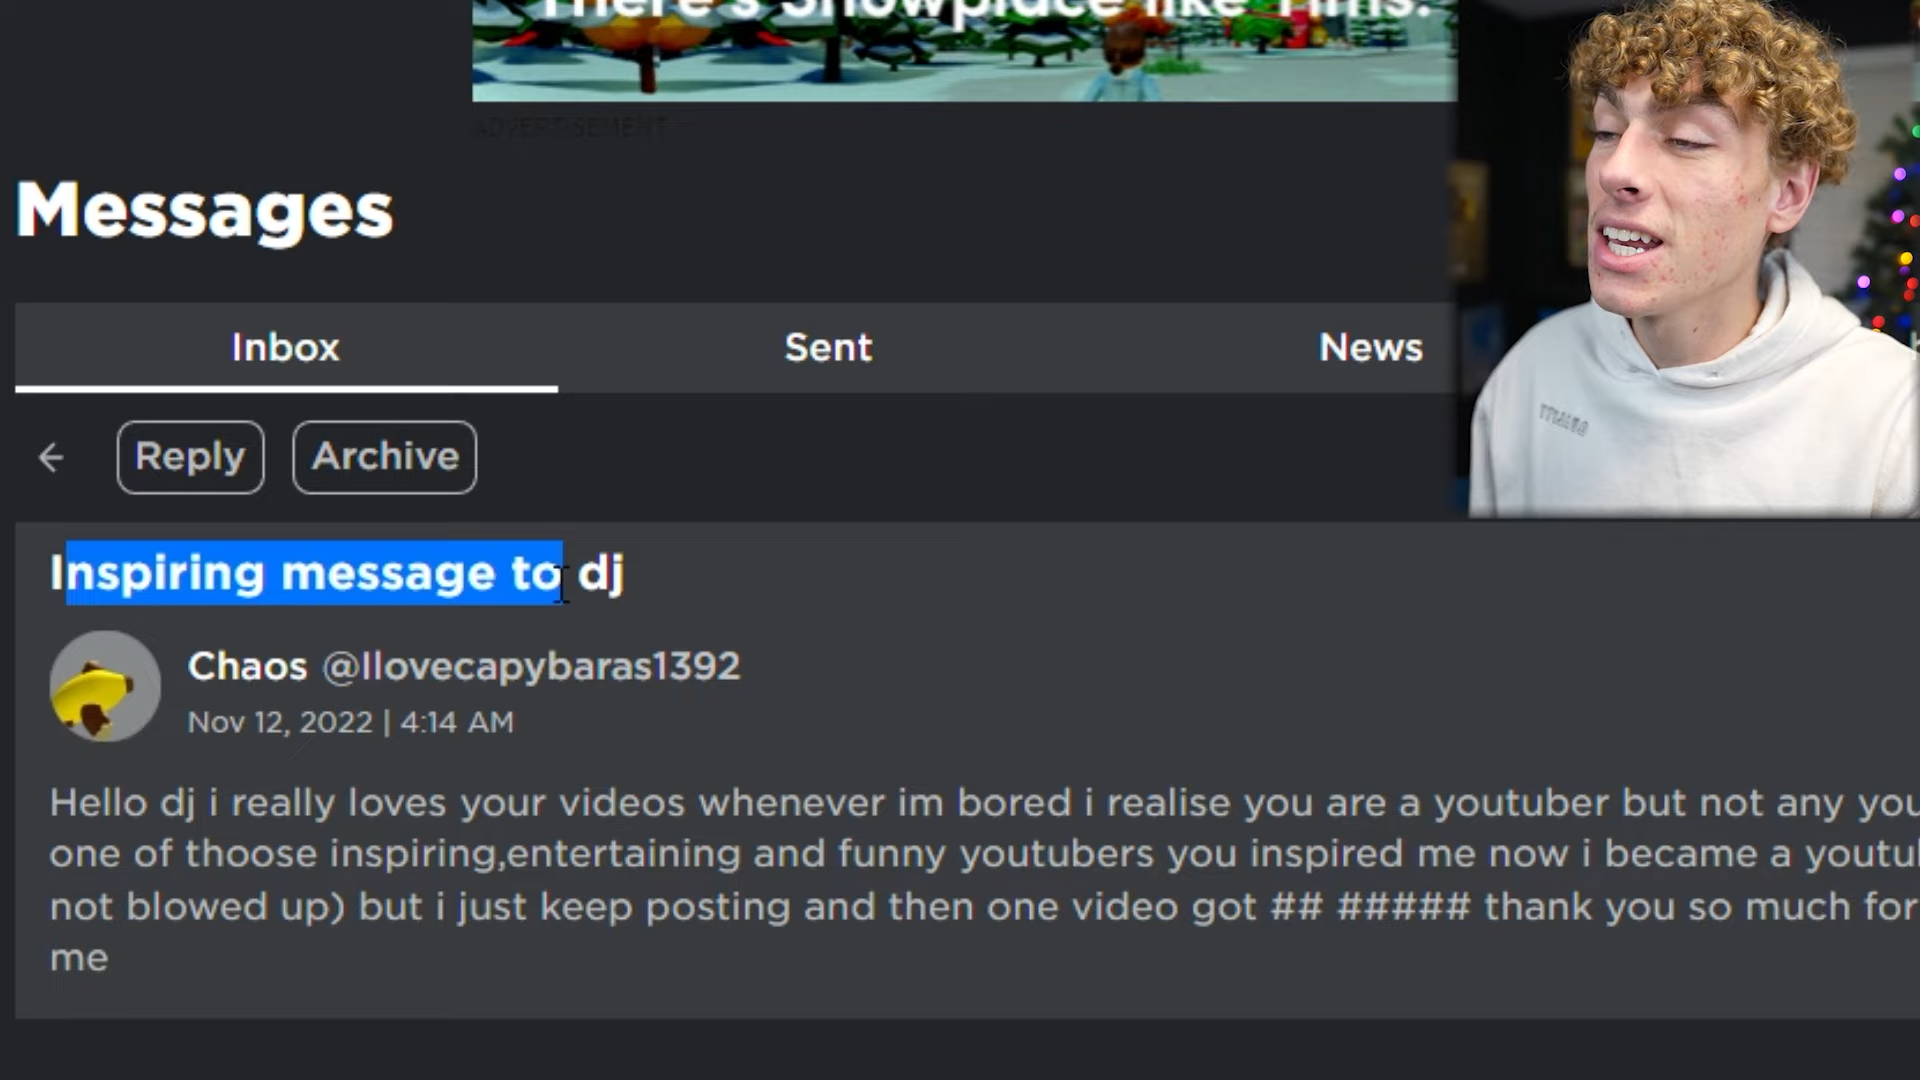 There's Snowplace like Tims.
ADVERTISEMENT
Messages
Inbox
Sent
News
Reply
Archive
Inspiring message to dj
Chaos @Ilovecapybaras1392
Nov 12, 2022 | 4:14 AM
Hello dj i really loves your videos whenever im bored i realise you are a youtuber but not any
one of thoose inspiring,entertaining and funny youtubers you inspired me now i became a
not blowed up) but i just keep posting and then one video got ## ##### thank you so much for
me